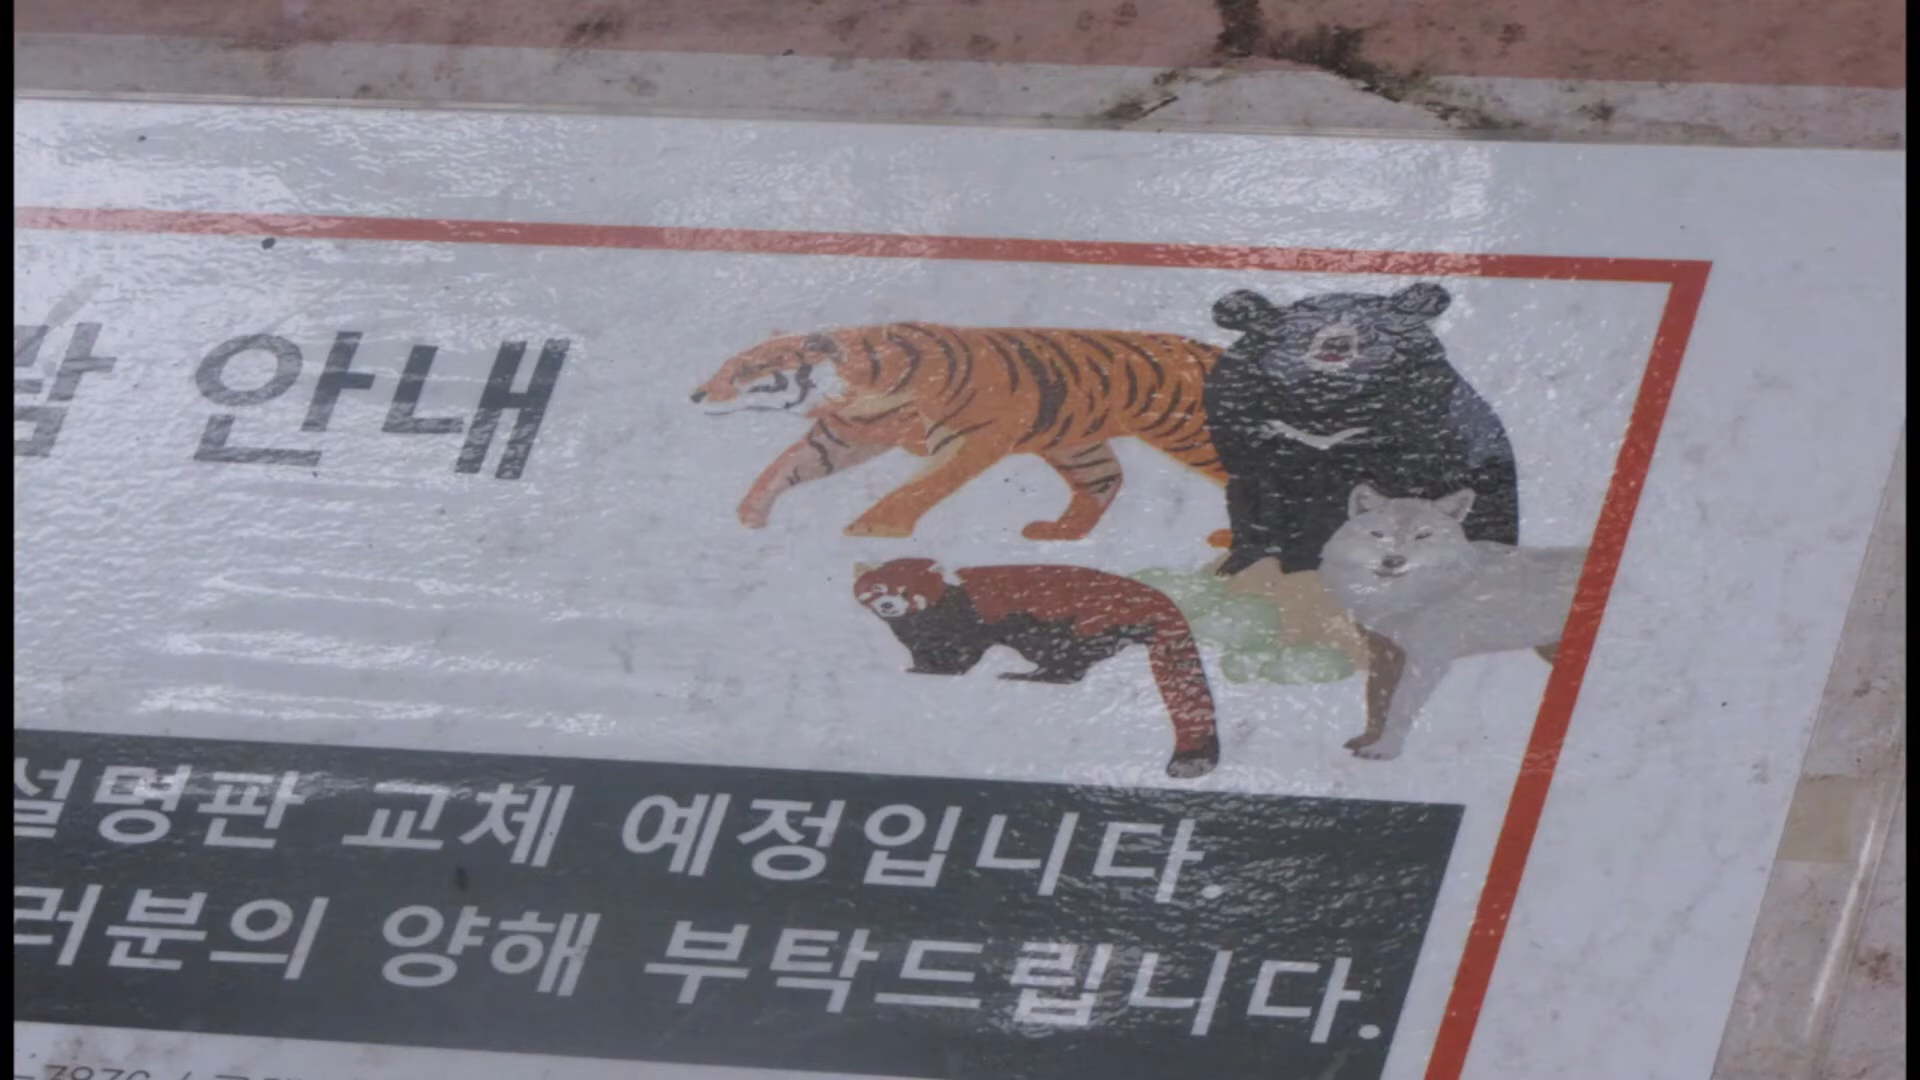 안내
설명판 교체 예정입니다.
러분의 양해 부탁드립니다.